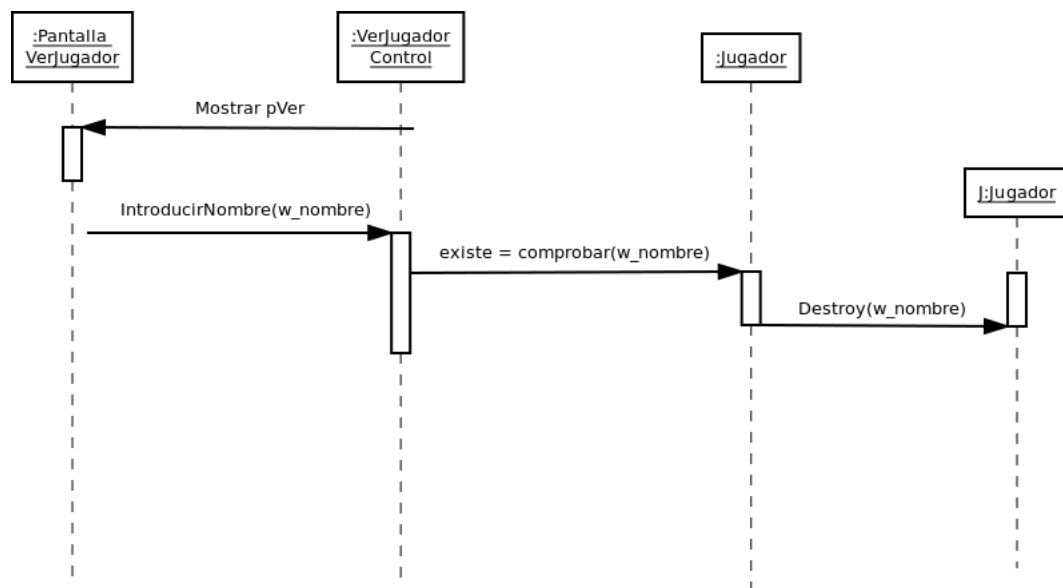 :Pantalla
VerJugador
:VerJugador
Control
:Jugador
Mostrar pVer
J:Jugador
IntroducirNombre(w_nombre)
existe = comprobar(w_nombre)
Destroy(w_nombre)